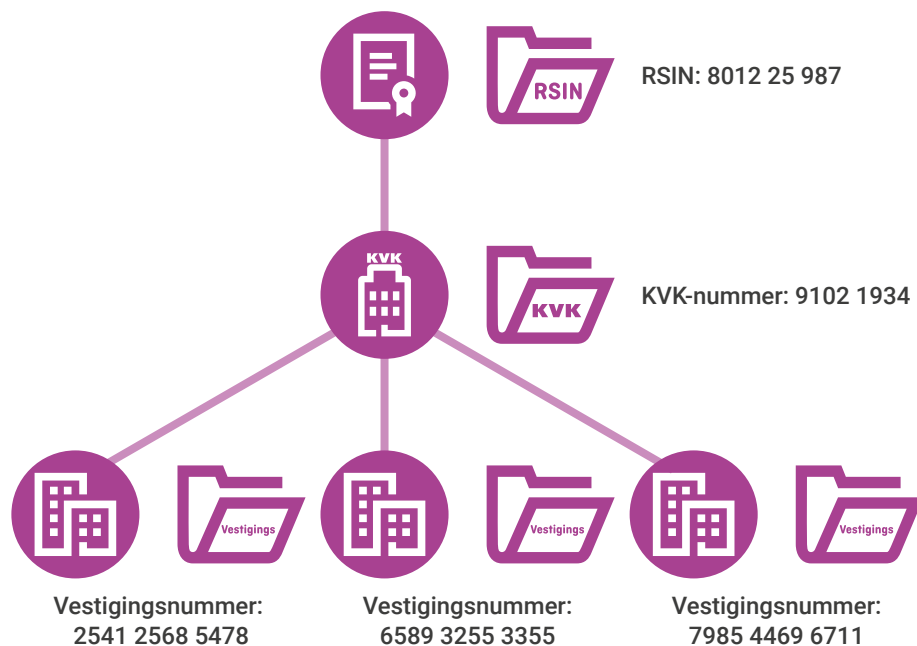 RSIN
RSIN: 8012 25 987
KVK
KVK
KVK-nummer: 9102 1934
Vestigings
Vestigings
Vestigings
Vestigingsnummer:
2541 2568 5478
Vestigingsnummer:
6589 3255 3355
Vestigingsnummer:
7985 4469 6711